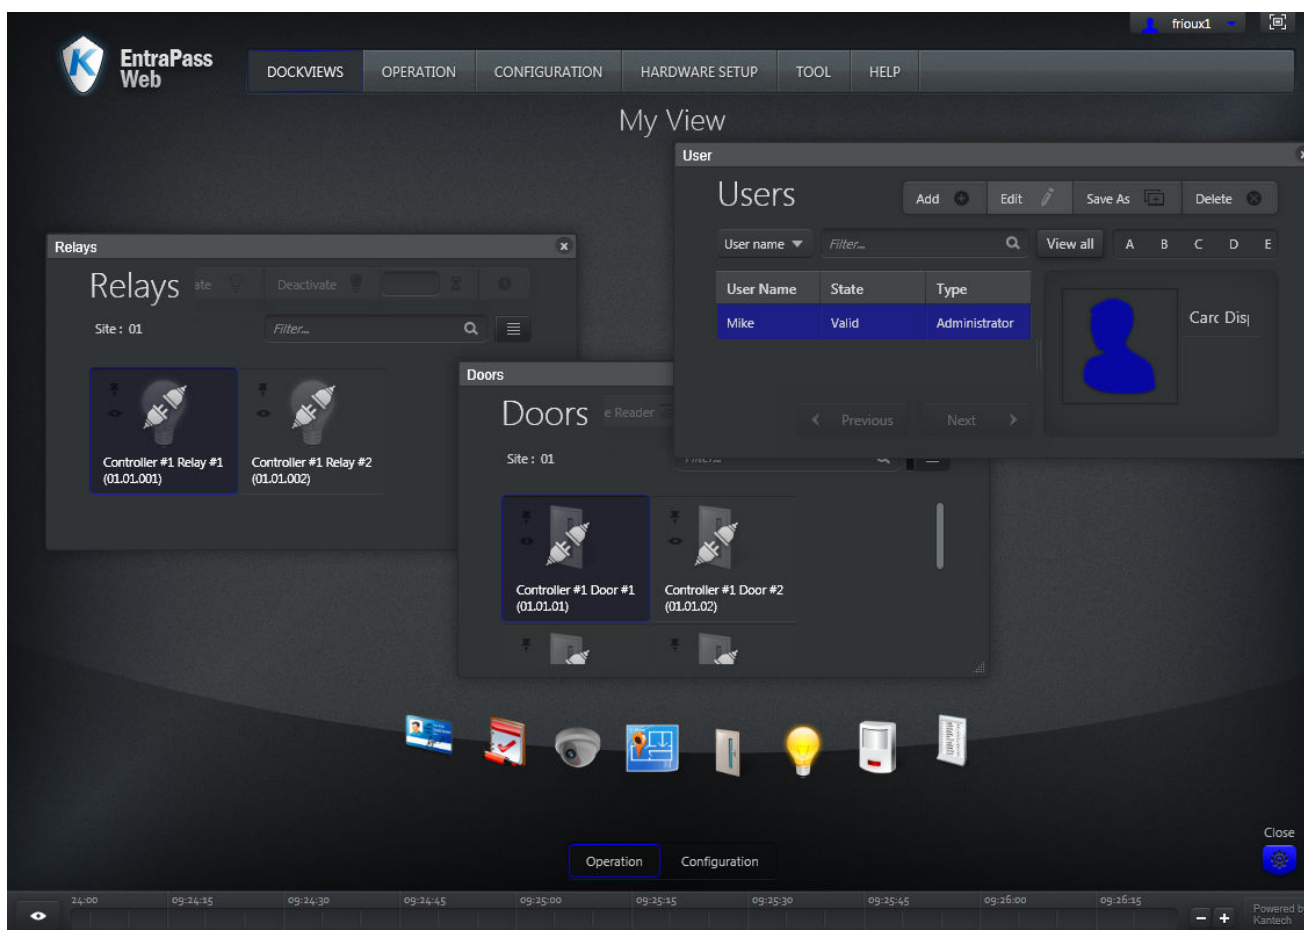 frioux1
EntraPass
Web
DOCKVIEWS OPERATION CONFIGURATION HARDWARE SETUP TOOL HELP
My View
User
Users Add Edit Save As Delete
User name Filter... View all A B C D E
User Name State Type
Mike Valid Administrator
Carc Disp
Previous Next
Relays
Relays ate Deactivate
Site : 01 Filter...
Controller #1 Relay #1
(01.01.001)
Controller #1 Relay #2
(01.01.002)
Doors
Doors e Reader
Site : 01
Controller #1 Door #1
(01.01.01)
Controller #1 Door #2
(01.01.02)
Close
Operation Configuration
24:00 09:24:15 09:24:30 09:24:45 09:25:00 09:25:15 09:25:30 09:25:45 09:26:00 09:26:15
Powered by
Kantech